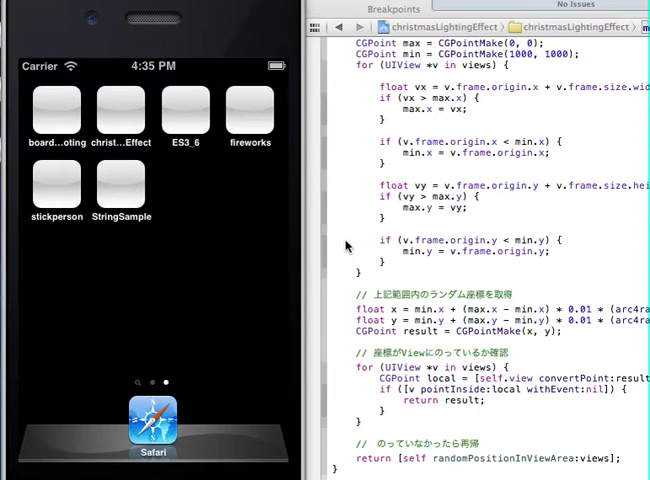 Carrier
4:35 PM
board...oting
christ...Effect
ES3_6
fireworks
stickperson
StringSample
Safari
No Issues
Breakpoints
christmasLightingEffect
christmasLightingEffect
CGPoint max = CGPointMake(0, 0);
CGPoint min = CGPointMake(1000, 1000);
for (UIView *v in views) {
float vx = v.frame.origin.x + v.frame.size.wid
if (vx > max.x) {
max.x = vx;
}
if (v.frame.origin.x < min.x) {
min.x = v.frame.origin.x;
}
float vy = v.frame.origin.y + v.frame.size.hei
if (vy > max.y) {
max.y = vy;
}
if (v.frame.origin.y < min.y) {
min.y = v.frame.origin.y;
}
}
// 上記範囲内のランダム座標を取得
float x = min.x + (max.x - min.x) * 0.01 * (arc4ra
float y = min.y + (max.y - min.y) * 0.01 * (arc4ra
CGPoint result = CGPointMake(x, y);
// 座標がViewにのっているか確認
for (UIView *v in views) {
CGPoint local = [self.view convertPoint:result
if ([v pointInside:local withEvent:nil]) {
return result;
}
}
// のっていなかったら再帰
return [self randomPositionInViewArea:views];
}